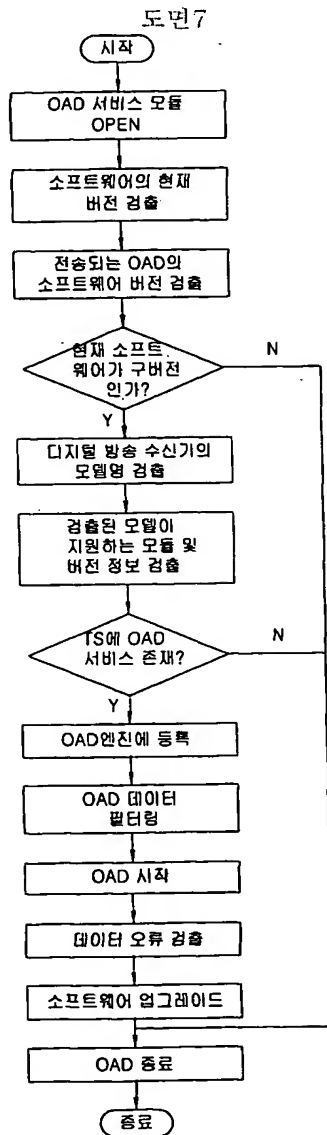 도면7
시작
OAD 서비스 모듈
OPEN
소프트웨어의 현재
버전 검출
전송되는 OAD의
소프트웨어 버전 검출
현재 소프트
웨어가 구버전
인가?
N
Y
디지털 방송 수신기의
모델명 검출
검출된 모델이
지원하는 모듈 및
버전 정보 검출
TS에 OAD
서비스 존재?
N
Y
OAD엔진에 등록
OAD 데이터
필터링
OAD 시작
데이터 오류 검출
소프트웨어 업그레이드
OAD 종료
종료